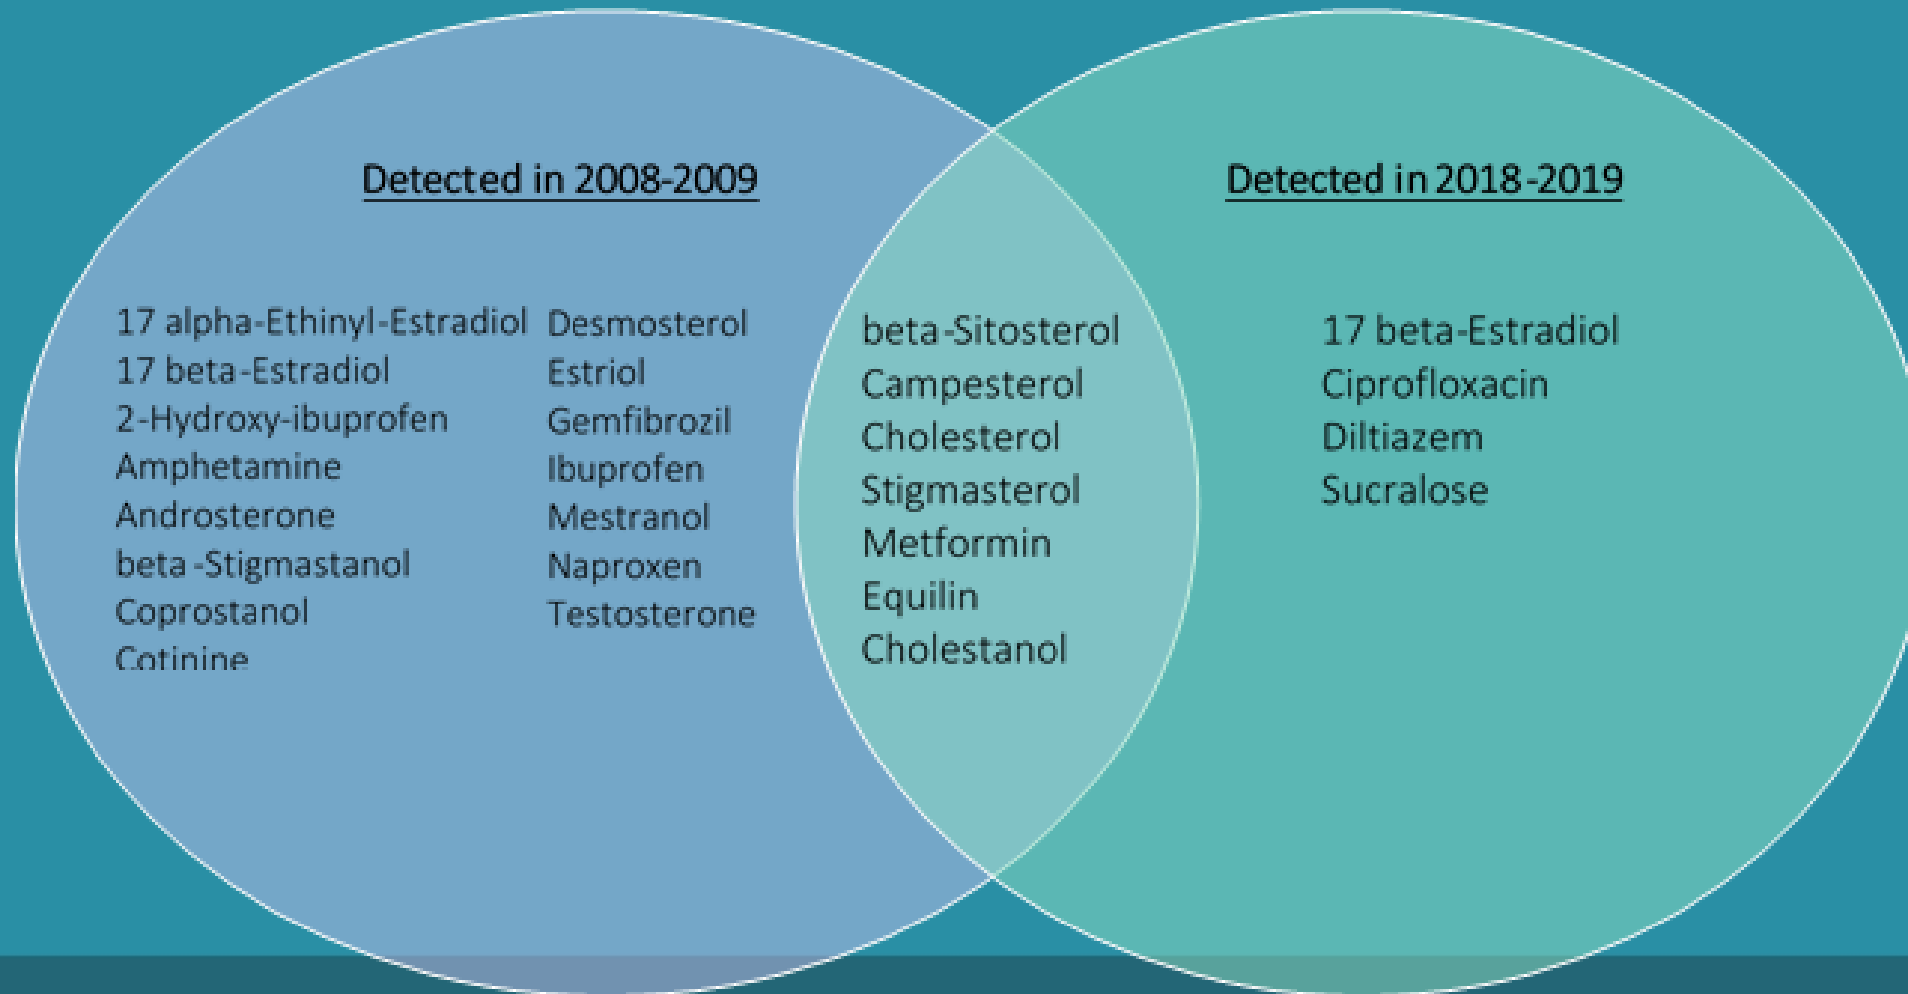 Detected in 2008-2009
17 alpha-Ethinyl-Estradiol
17 beta-Estradiol
2-Hydroxy-ibuprofen
Amphetamine
Androsterone
beta-Stigmastanol
Coprostanol
Cotinine
Desmosterol
Estriol
Gemfibrozil
Ibuprofen
Mestranol
Naproxen
Testosterone
beta-Sitosterol
Campesterol
Cholesterol
Stigmasterol
Metformin
Equilin
Cholestanol
Detected in 2018-2019
17 beta-Estradiol
Ciprofloxacin
Diltiazem
Sucralose